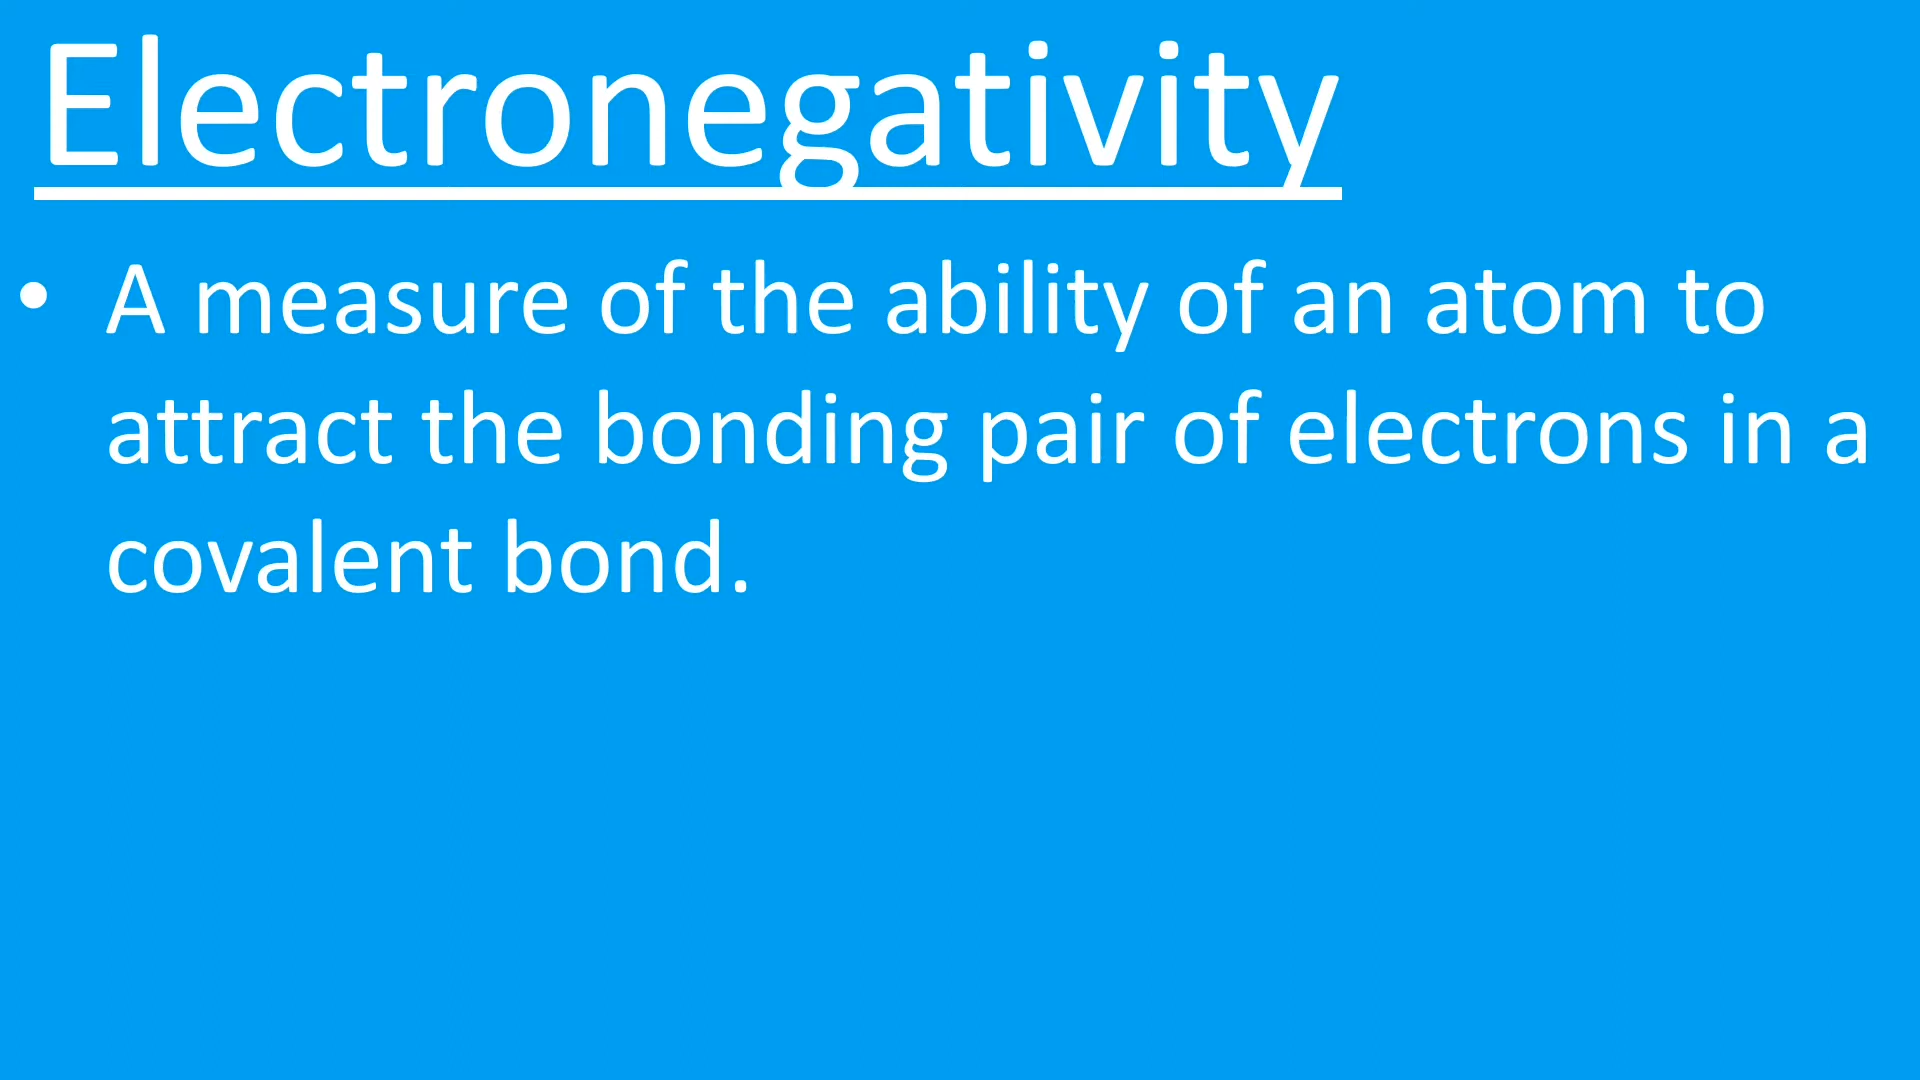 Electronegativity
• A measure of the ability of an atom to
attract the bonding pair of electrons in a
covalent bond.